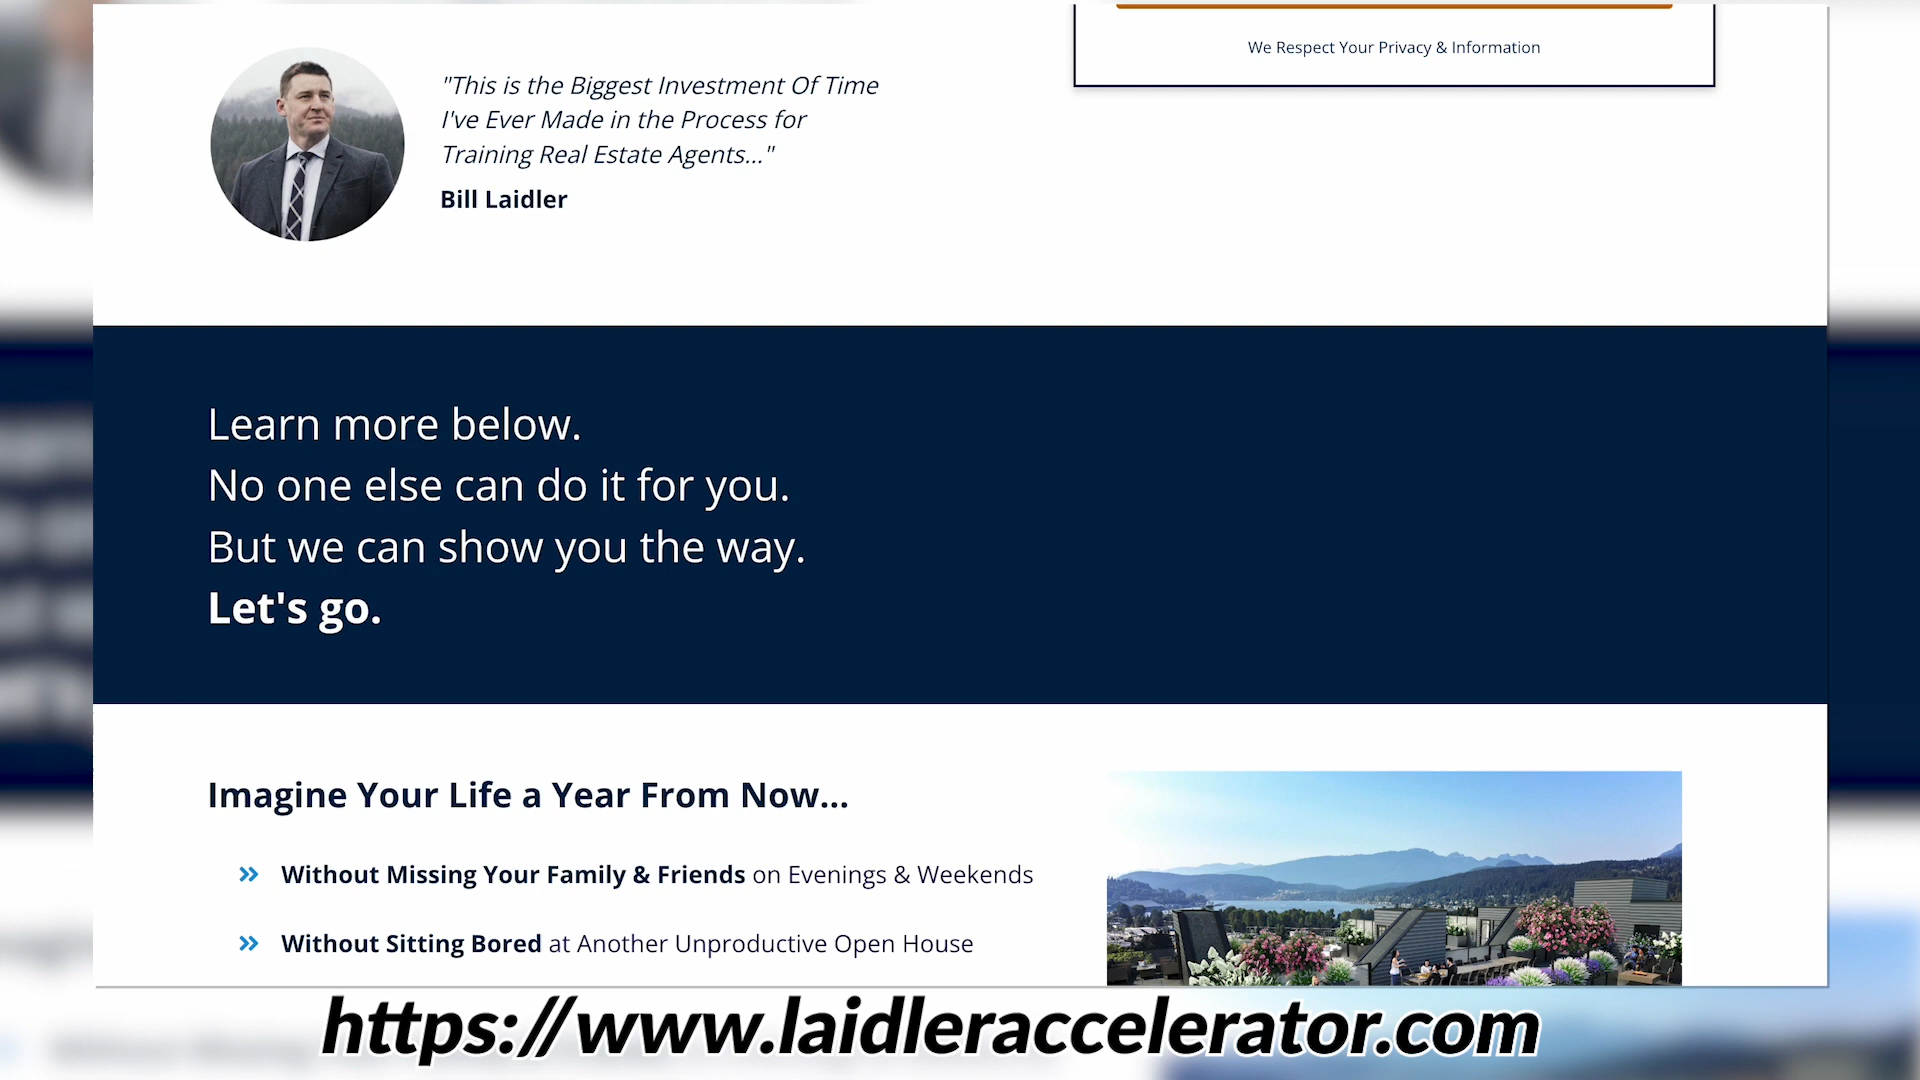 We Respect Your Privacy & Information
"This is the Biggest Investment Of Time
I've Ever Made in the Process for
Training Real Estate Agents..."
Bill Laidler
Learn more below.
No one else can do it for you.
But we can show you the way.
Let's go.
Imagine Your Life a Year From Now...
Without Missing Your Family & Friends on Evenings & Weekends
Without Sitting Bored at Another Unproductive Open House
https://www.laidleraccelerator.com